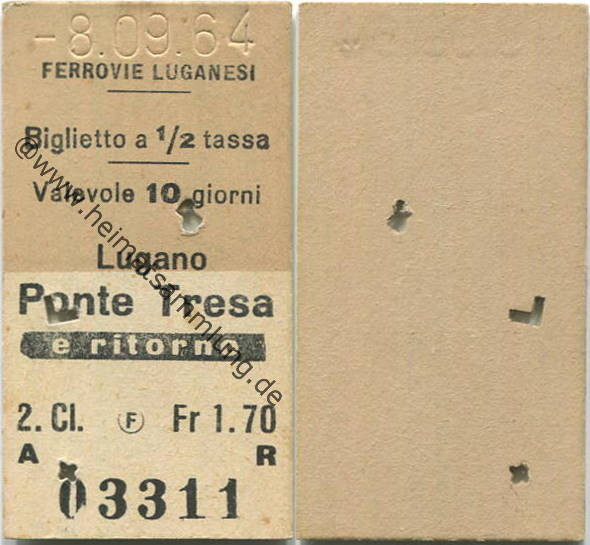 -8.09.64
FERROVIE LUGANESI
Biglietto a 1/2 tassa
Valevole 10 giorni
Lugano
Ponte Tresa
e ritorno
2. Cl. F Fr 1.70
A R
03311
@www.heimatsammlung.de